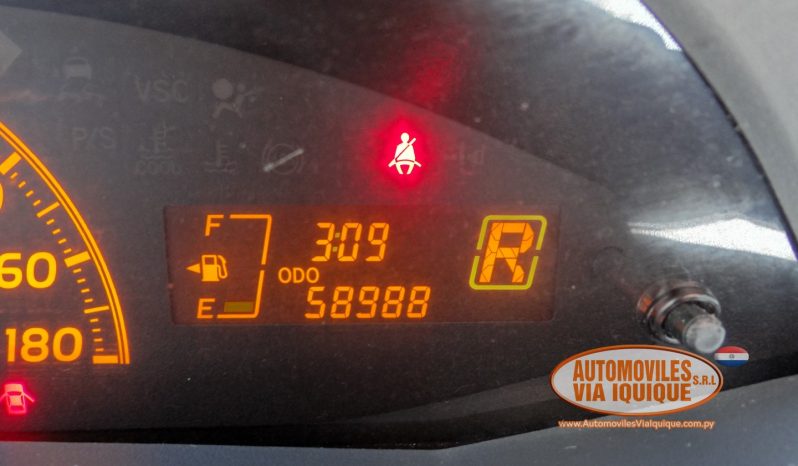 VSC
P/S
F
3:09
R
60
ODO
E
58988
180
AUTOMOVILES
VIA IQUIQUE S.R.L
www.AutomovilesViaIquique.com.py